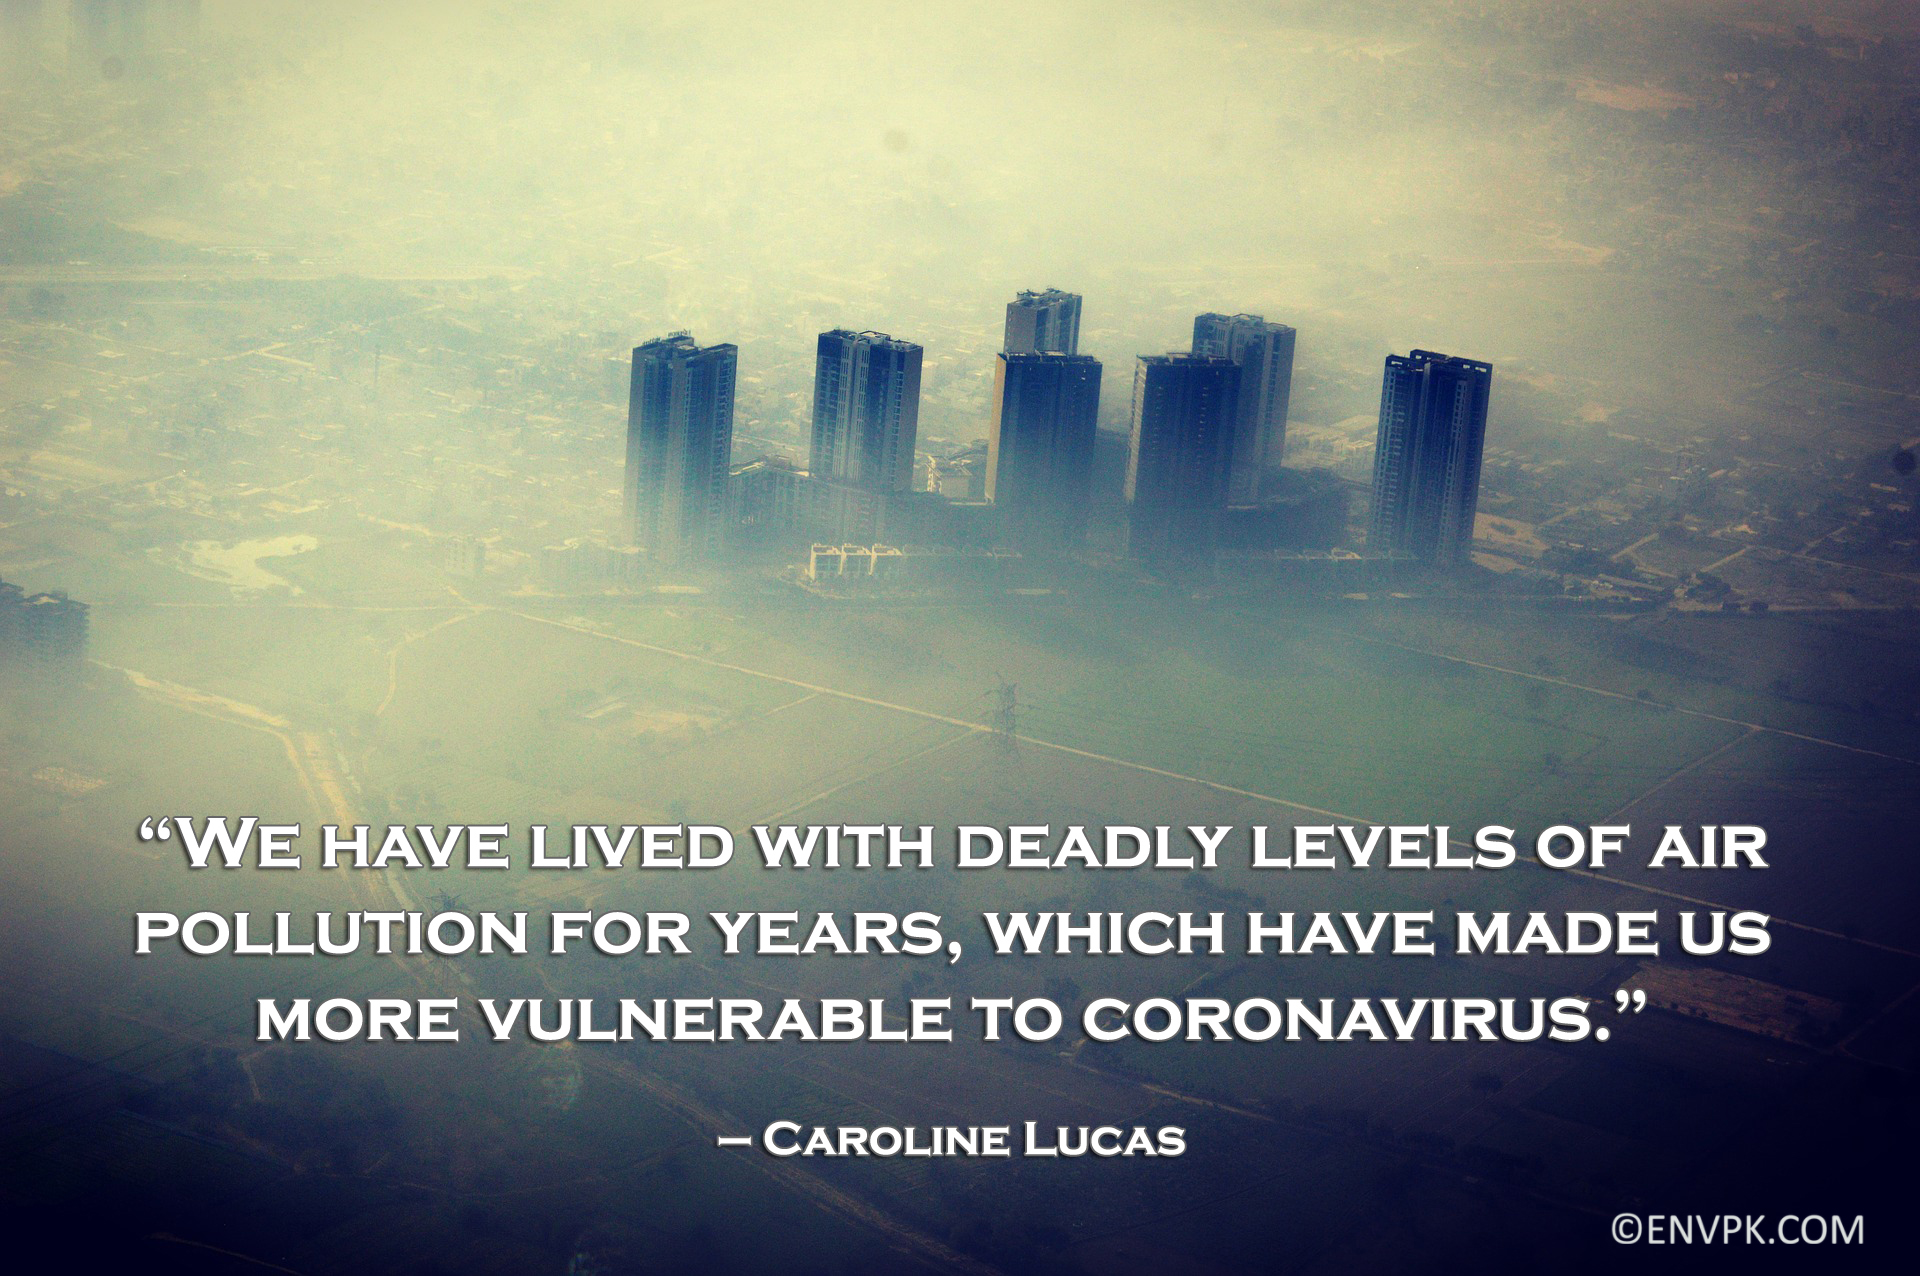 “We have lived with deadly levels of air
pollution for years, which have made us
more vulnerable to coronavirus.”
– Caroline Lucas
©ENVPK.COM